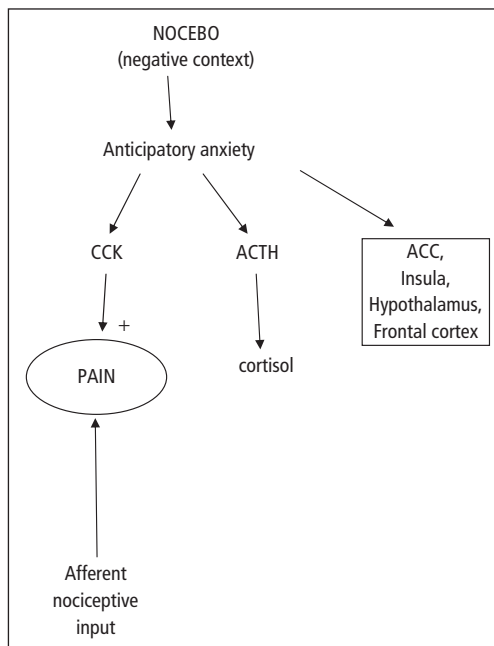 NOCEBO
(negative context)
Anticipatory anxiety
CCK
ACTH
ACC,
Insula,
Hypothalamus,
Frontal cortex
+
PAIN
cortisol
Afferent
nociceptive
input